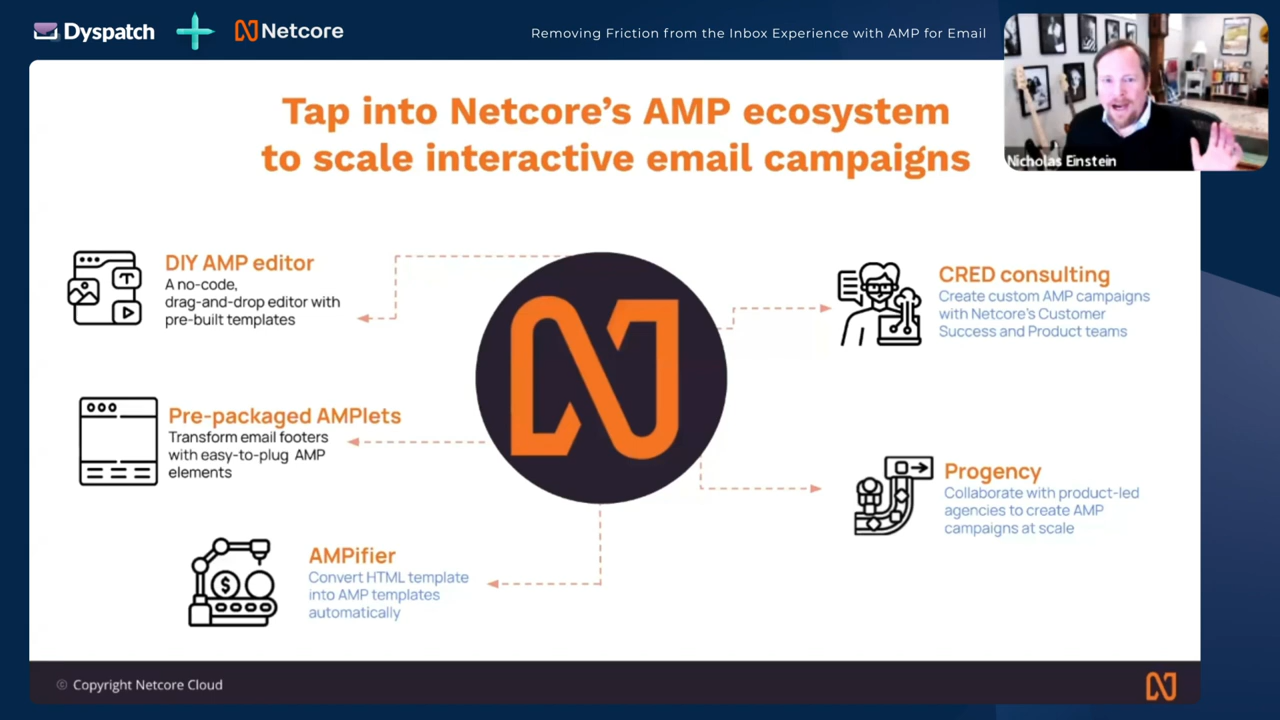 Dyspatch
Netcore
Removing Friction from the Inbox Experience with AMP for Email
Nicholas Einstein
Tap into Netcore's AMP ecosystem
to scale interactive email campaigns
DIY AMP editor
A no-code,
drag-and-drop editor with
pre-built templates
Pre-packaged AMPlets
Transform email footers
with easy-to-plug AMP
elements
AMPifier
Convert HTML template
into AMP templates
automatically
CRED consulting
Create custom AMP campaigns
with Netcore's Customer
Success and Product teams
Progency
Collaborate with product-led
agencies to create AMP
campaigns at scale
© Copyright Netcore Cloud